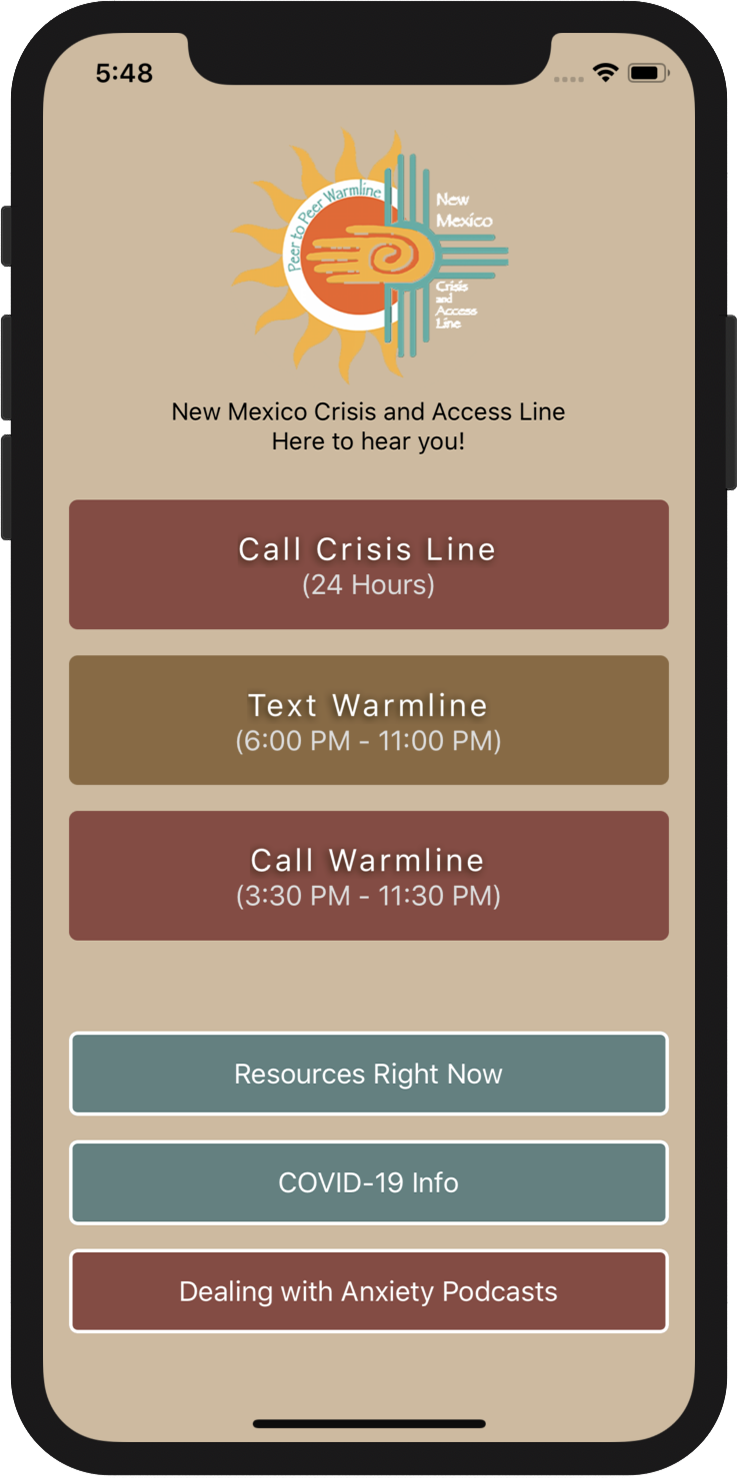 5:48
Peer to Peer Warmline
New
Mexico
Crisis
and
Access
Line
New Mexico Crisis and Access Line
Here to hear you!
Call Crisis Line
(24 Hours)
Text Warmline
(6:00 PM - 11:00 PM)
Call Warmline
(3:30 PM - 11:30 PM)
Resources Right Now
COVID-19 Info
Dealing with Anxiety Podcasts